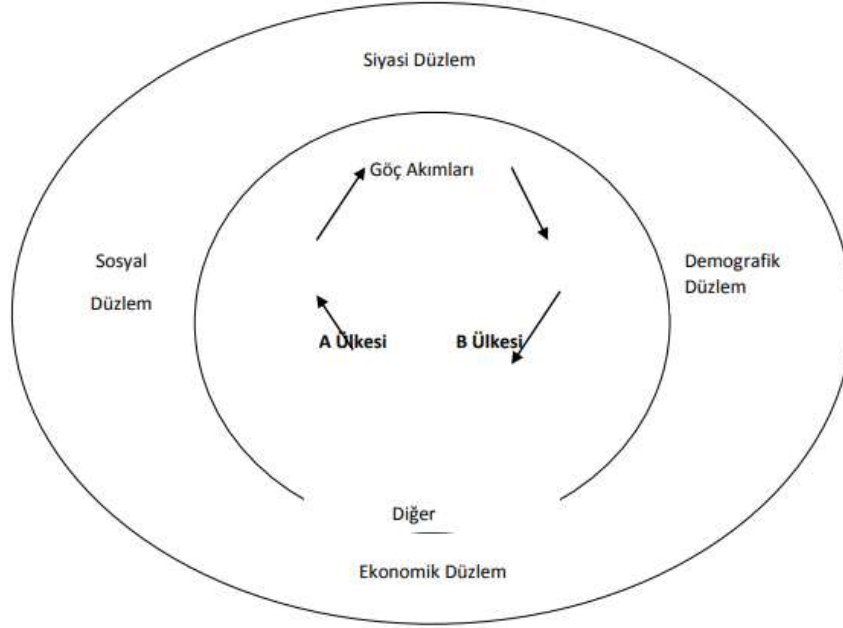 Siyasi Düzlem
Göç Akımları
Sosyal
Düzlem
Demografik
Düzlem
A Ülkesi
B Ülkesi
Diğer
Ekonomik Düzlem